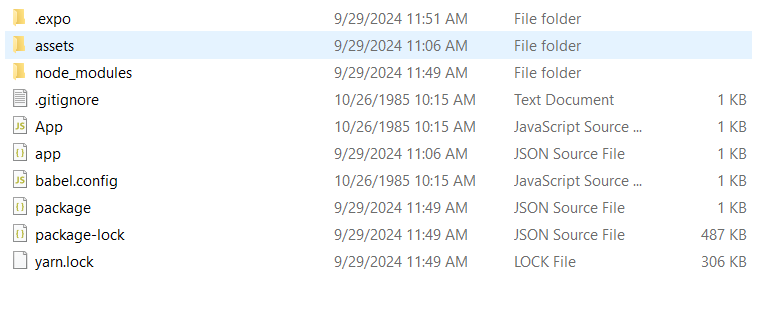 .expo 9/29/2024 11:51 AM File folder
assets 9/29/2024 11:06 AM File folder
node_modules 9/29/2024 11:49 AM File folder
.gitignore 10/26/1985 10:15 AM Text Document 1 KB
App 10/26/1985 10:15 AM JavaScript Source ... 1 KB
app 9/29/2024 11:06 AM JSON Source File 1 KB
babel.config 10/26/1985 10:15 AM JavaScript Source ... 1 KB
package 9/29/2024 11:49 AM JSON Source File 1 KB
package-lock 9/29/2024 11:49 AM JSON Source File 487 KB
yarn.lock 9/29/2024 11:49 AM LOCK File 306 KB